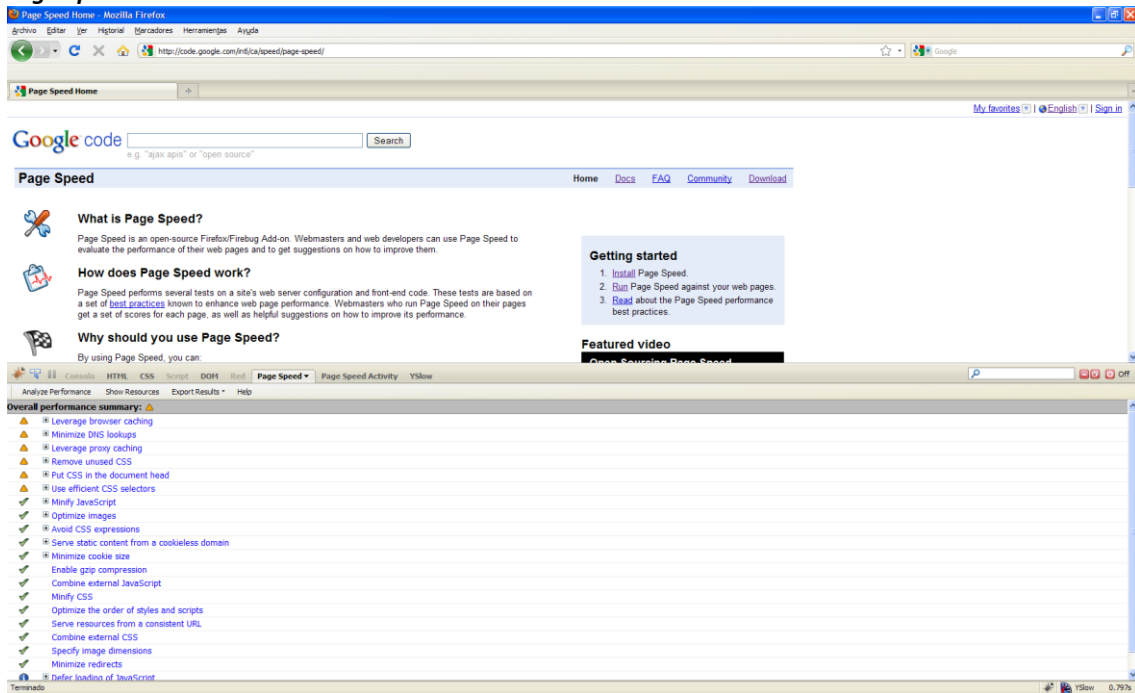 Page Speed Home - Mozilla Firefox
Archivo Editar Ver Historial Marcadores Herramientas Ayuda
http://code.google.com/intl/ca/speed/page-speed/ Google
Page Speed Home
My favorites | English | Sign in
Google code Search
e.g. "ajax apis" or "open source"
Page Speed Home Docs FAQ Community Download
What is Page Speed?
Page Speed is an open-source Firefox/Firebug Add-on. Webmasters and web developers can use Page Speed to
evaluate the performance of their web pages and to get suggestions on how to improve them.
How does Page Speed work?
Page Speed performs several tests on a site's web server configuration and front-end code. These tests are based on
a set of best practices known to enhance web page performance. Webmasters who run Page Speed on their pages
get a set of scores for each page, as well as helpful suggestions on how to improve its performance.
Why should you use Page Speed?
By using Page Speed, you can:
Getting started
1. Install Page Speed.
2. Run Page Speed against your web pages.
3. Read about the Page Speed performance
best practices.
Featured video
Open Sourcing Page Speed
Consola HTML CSS Script DOM Red Page Speed Page Speed Activity YSlow Off
Analyze Performance Show Resources Export Results Help
Overall performance summary:
Leverage browser caching
Minimize DNS lookups
Leverage proxy caching
Remove unused CSS
Put CSS in the document head
Use efficient CSS selectors
Minify JavaScript
Optimize images
Avoid CSS expressions
Serve static content from a cookieless domain
Minimize cookie size
Enable gzip compression
Combine external JavaScript
Minify CSS
Optimize the order of styles and scripts
Serve resources from a consistent URL
Combine external CSS
Specify image dimensions
Minimize redirects
Defer loading of JavaScript
Terminado YSlow 0.797s